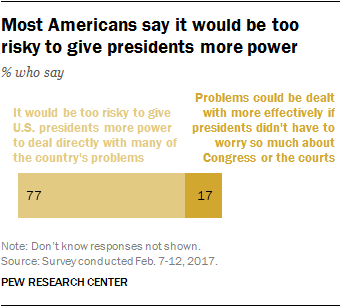 Most Americans say it would be too
risky to give presidents more power
% who say
It would be too risky to give
U.S. presidents more power
to deal directly with many of
the country's problems
Problems could be dealt
with more effectively if
presidents didn't have to
worry so much about
Congress or the courts
77
17
Note: Don't know responses not shown.
Source: Survey conducted Feb. 7-12, 2017.
PEW RESEARCH CENTER